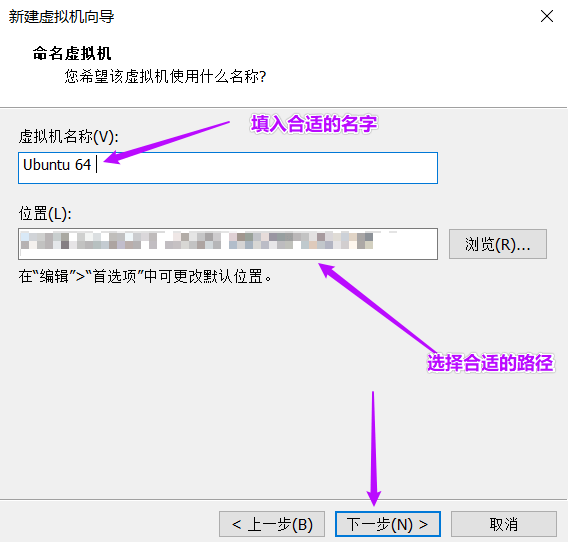 新建虚拟机向导
命名虚拟机
您希望该虚拟机使用什么名称?
填入合适的名字
虚拟机名称(V):
Ubuntu 64
位置(L):
浏览(R)...
在“编辑”>“首选项”中可更改默认位置。
选择合适的路径
< 上一步(B)
下一步(N) >
取消